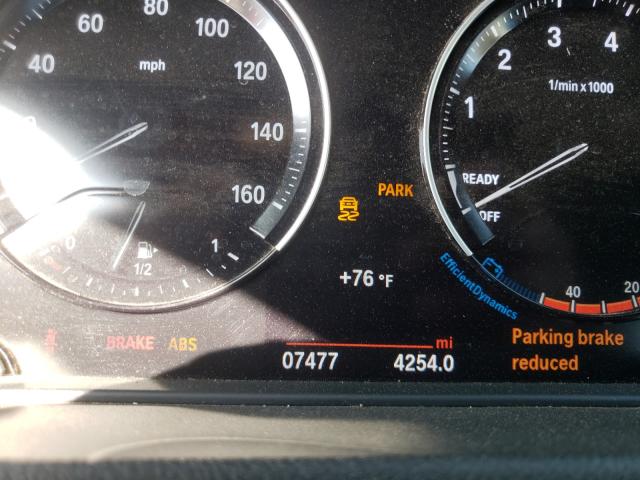 40
60
80
100
120
140
160
mph
0
1/2
1
PARK
+76 °F
1
2
3
4
1/min x 1000
READY
OFF
EfficientDynamics
40
20
BRAKE ABS
mi
07477 4254.0
Parking brake
reduced